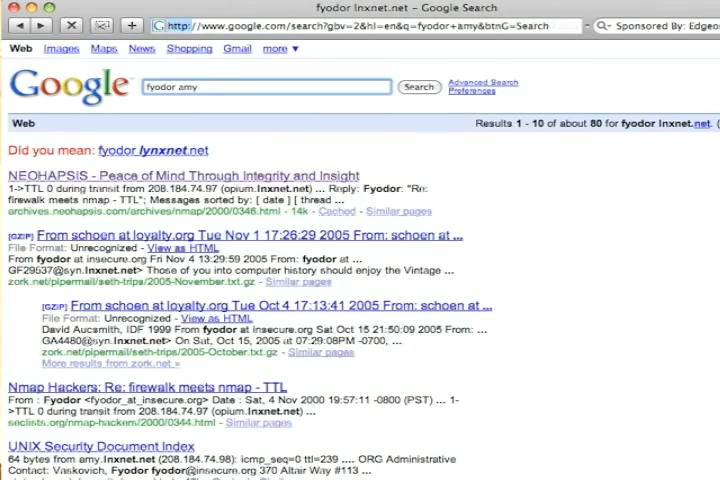 fyodor lnxnet.net - Google Search
http://www.google.com/search?gbv=2&hl=en&q=fyodor+amy&btnG=Search
Sponsored By: Edgeo
Web Images Maps News Shopping Gmail more ▼
Google
fyodor amy
Search
Advanced Search
Preferences
Web
Results 1 - 10 of about 80 for fyodor lnxnet.net. (
Did you mean: fyodor lynxnet.net
NEOHAPSIS - Peace of Mind Through Integrity and Insight
1->TTL 0 during transit from 208.184.74.97 (opium.lnxnet.net) ... Reply: Fyodor: "Re:
firewalk meets nmap - TTL"; Messages sorted by: [ date ] [ thread ...
archives.neohapsis.com/archives/nmap/2000/0346.html - 14k - Cached - Similar pages
[GZIP] From schoen at loyalty.org Tue Nov 1 17:26:29 2005 From: schoen at ...
File Format: Unrecognized - View as HTML
From fyodor at insecure.org Fri Nov 4 13:29:59 2005 From: fyodor at ...
GF29537@syn.lnxnet.net> Those of you into computer history should enjoy the Vintage ...
zork.net/pipermail/seth-trips/2005-November.txt.gz - Similar pages
[GZIP] From schoen at loyalty.org Tue Oct 4 17:13:41 2005 From: schoen at ...
File Format: Unrecognized - View as HTML
David Aucsmith, IDF 1999 From fyodor at insecure.org Sat Oct 15 21:50:09 2005 From: ...
GA4480@syn.lnxnet.net> On Sat, Oct 15, 2005 at 07:29:08PM -0700, ...
zork.net/pipermail/seth-trips/2005-October.txt.gz - Similar pages
More results from zork.net »
Nmap Hackers: Re: firewalk meets nmap - TTL
From : Fyodor <fyodor_at_insecure.org> Date : Sat, 4 Nov 2000 19:57:11 -0800 (PST) ... 1-
>TTL 0 during transit from 208.184.74.97 (opium.lnxnet.net) ...
seclists.org/nmap-hackers/2000/0344.html - Similar pages
UNIX Security Document Index
64 bytes from amy.lnxnet.net (208.184.74.98): icmp_seq=0 ttl=239 .... ORG Administrative
Contact: Vaskovich, Fyodor fyodor@insecure.org 370 Altair Way #113 ...